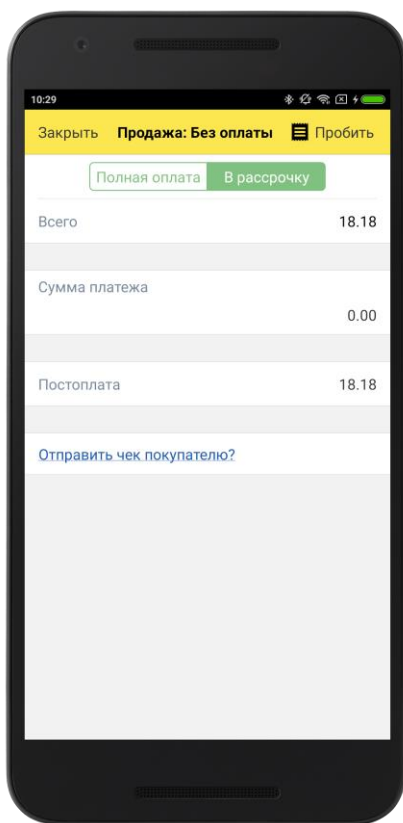 10:29
Закрыть Продажа: Без оплаты Пробить
Полная оплата В рассрочку
Всего 18.18
Сумма платежа
0.00
Постоплата 18.18
Отправить чек покупателю?